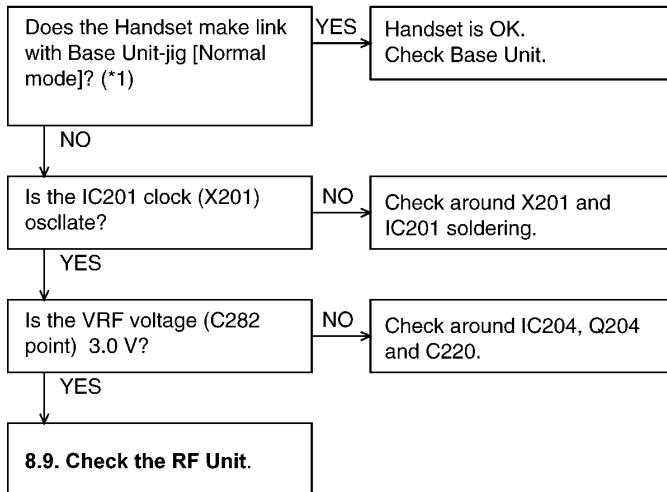 Does the Handset make link
with Base Unit-jig [Normal
mode]? (*1)
YES
Handset is OK.
Check Base Unit.
NO
Is the IC201 clock (X201)
oscllate?
NO
Check around X201 and
IC201 soldering.
YES
Is the VRF voltage (C282
point) 3.0 V?
NO
Check around IC204, Q204
and C220.
YES
8.9. Check the RF Unit.